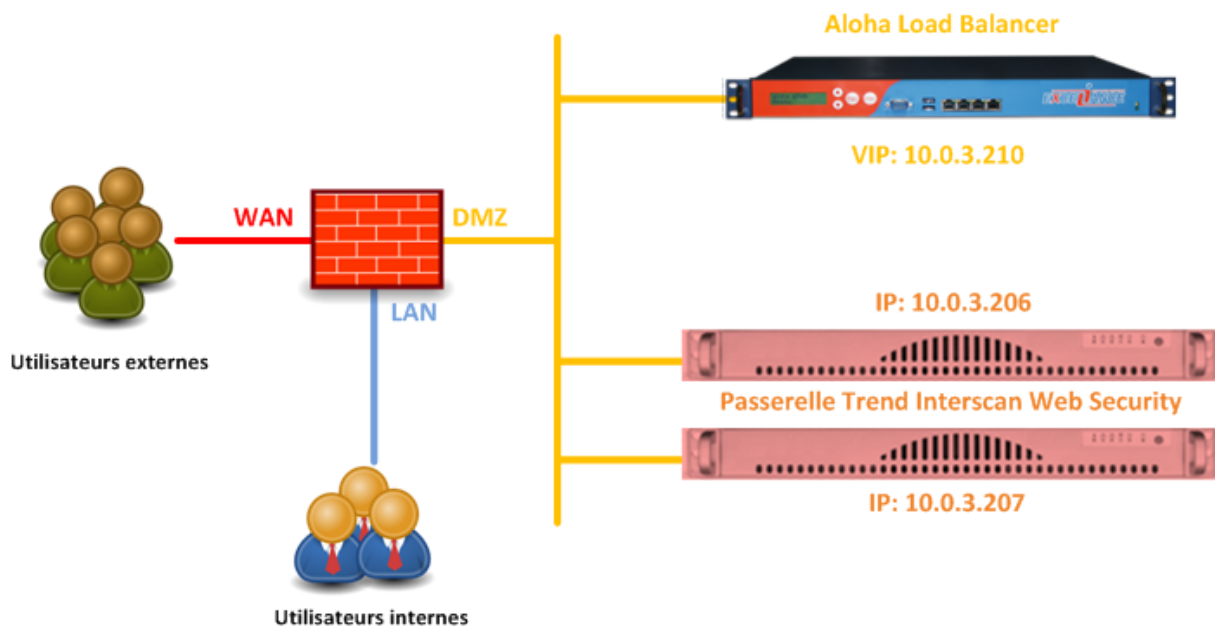 Aloha Load Balancer
EXCELIANCE
VIP: 10.0.3.210
WAN
DMZ
LAN
IP: 10.0.3.206
Utilisateurs externes
Passerelle Trend Interscan Web Security
IP: 10.0.3.207
Utilisateurs internes